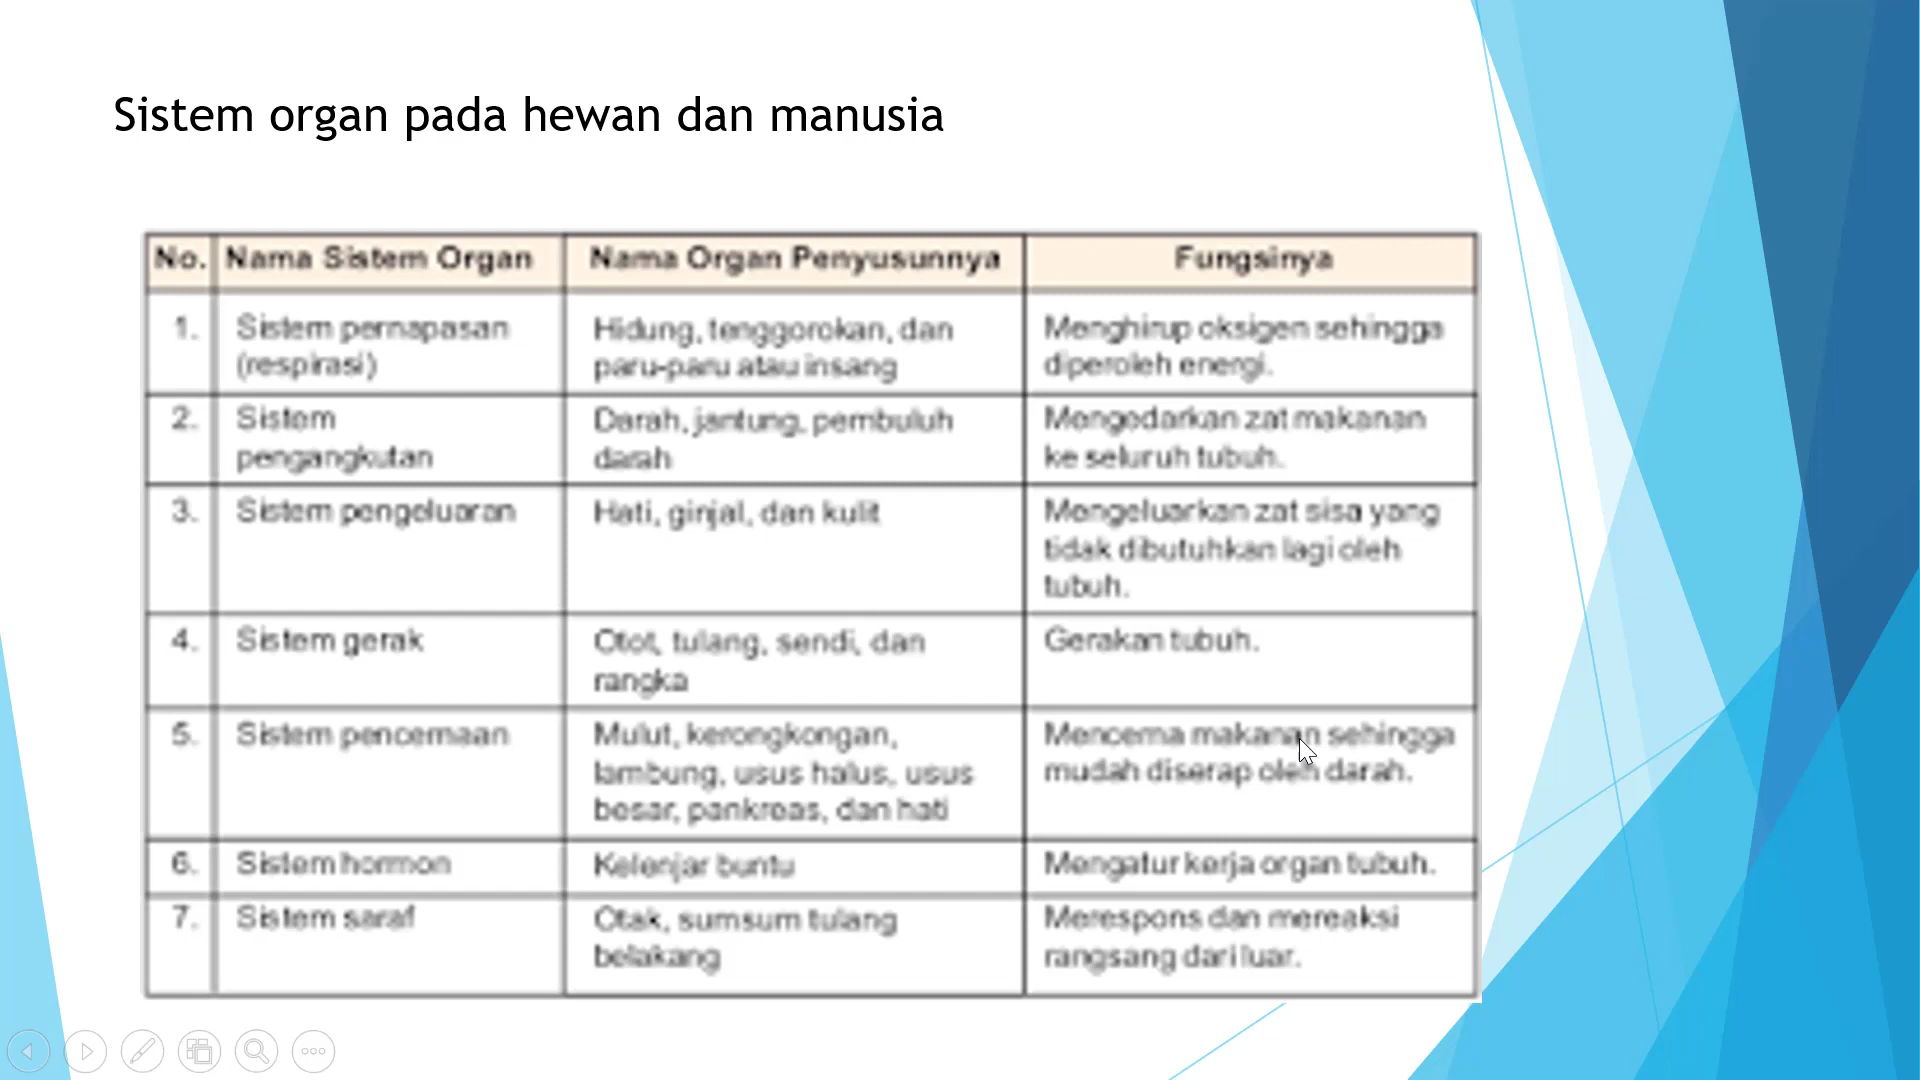 Sistem organ pada hewan dan manusia
No. Nama Sistem Organ Nama Organ Penyusunnya Fungsinya
1. Sistem pernapasan Hidung, tenggorokan, dan Menghirup oksigen sehingga
(respirasi) paru-paru atau insang diperoleh energi.
2. Sistem Darah, jantung, pembuluh Mengedarkan zat makanan
pengangkutan darah ke seluruh tubuh.
3. Sistem pengeluaran Hati, ginjal, dan kulit Mengeluarkan zat sisa yang
tidak dibutuhkan lagi oleh
tubuh.
4. Sistem gerak Otot, tulang, sendi, dan Gerakan tubuh.
rangka
5. Sistem pencernaan Mulut, kerongkongan, Mencerna makanan sehingga
lambung, usus halus, usus mudah diserap oleh darah.
besar, pankreas, dan hati
6. Sistem hormon Kelenjar buntu Mengatur kerja organ tubuh.
7. Sistem saraf Otak, sumsum tulang Merespons dan mereaksi
belakang rangsang dari luar.